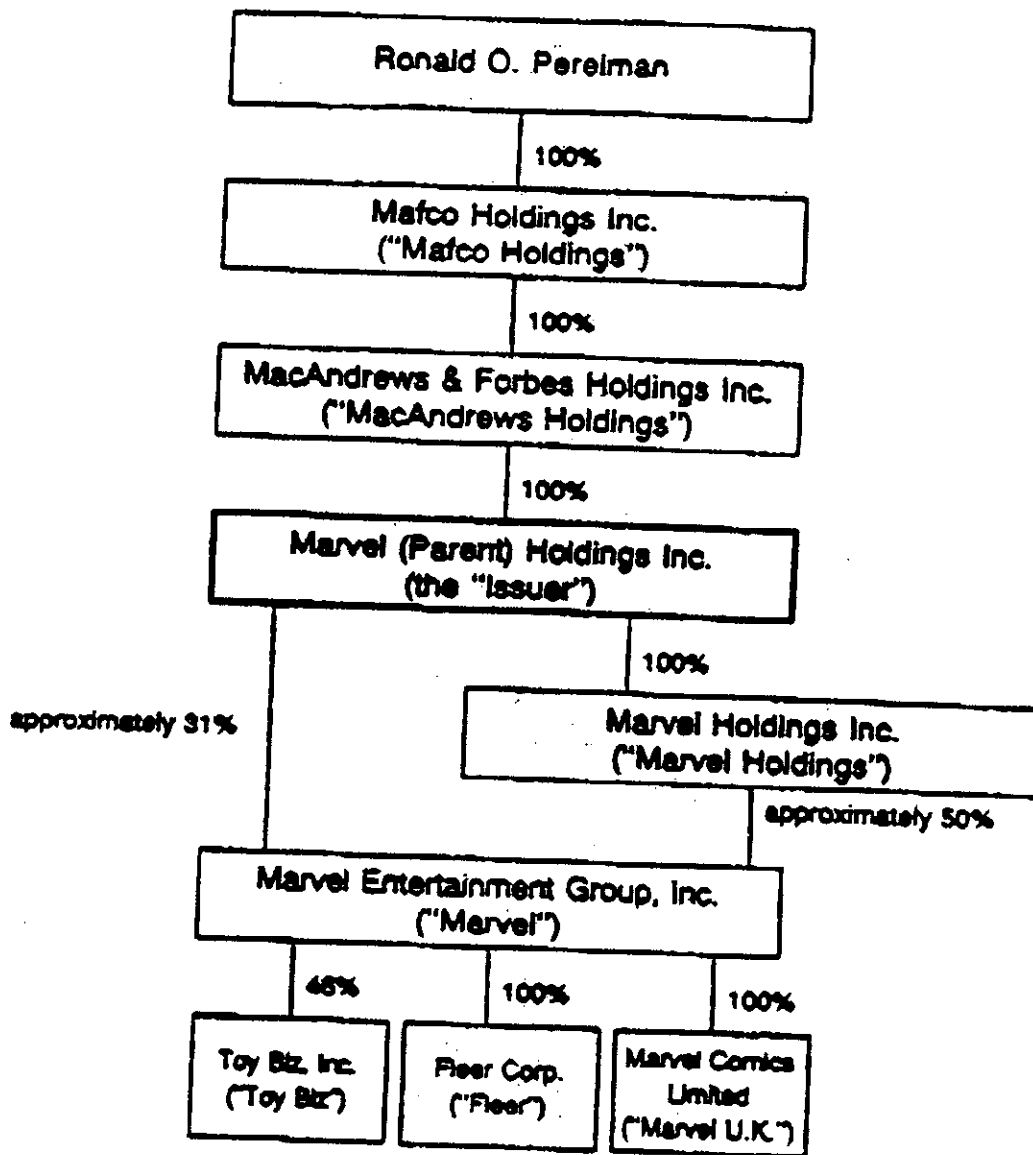 Ronald O. Perelman
100%
Mafco Holdings Inc.
("Mafco Holdings")
100%
MacAndrews & Forbes Holdings Inc.
("MacAndrews Holdings")
100%
Marvel (Parent) Holdings Inc.
(the "Issuer")
100%
approximately 31%
Marvel Holdings Inc.
("Marvel Holdings")
approximately 50%
Marvel Entertainment Group, Inc.
("Marvel")
46%
100%
100%
Toy Biz, Inc.
("Toy Biz")
Fleer Corp.
("Fleer")
Marvel Comics
Limited
("Marvel U.K.")